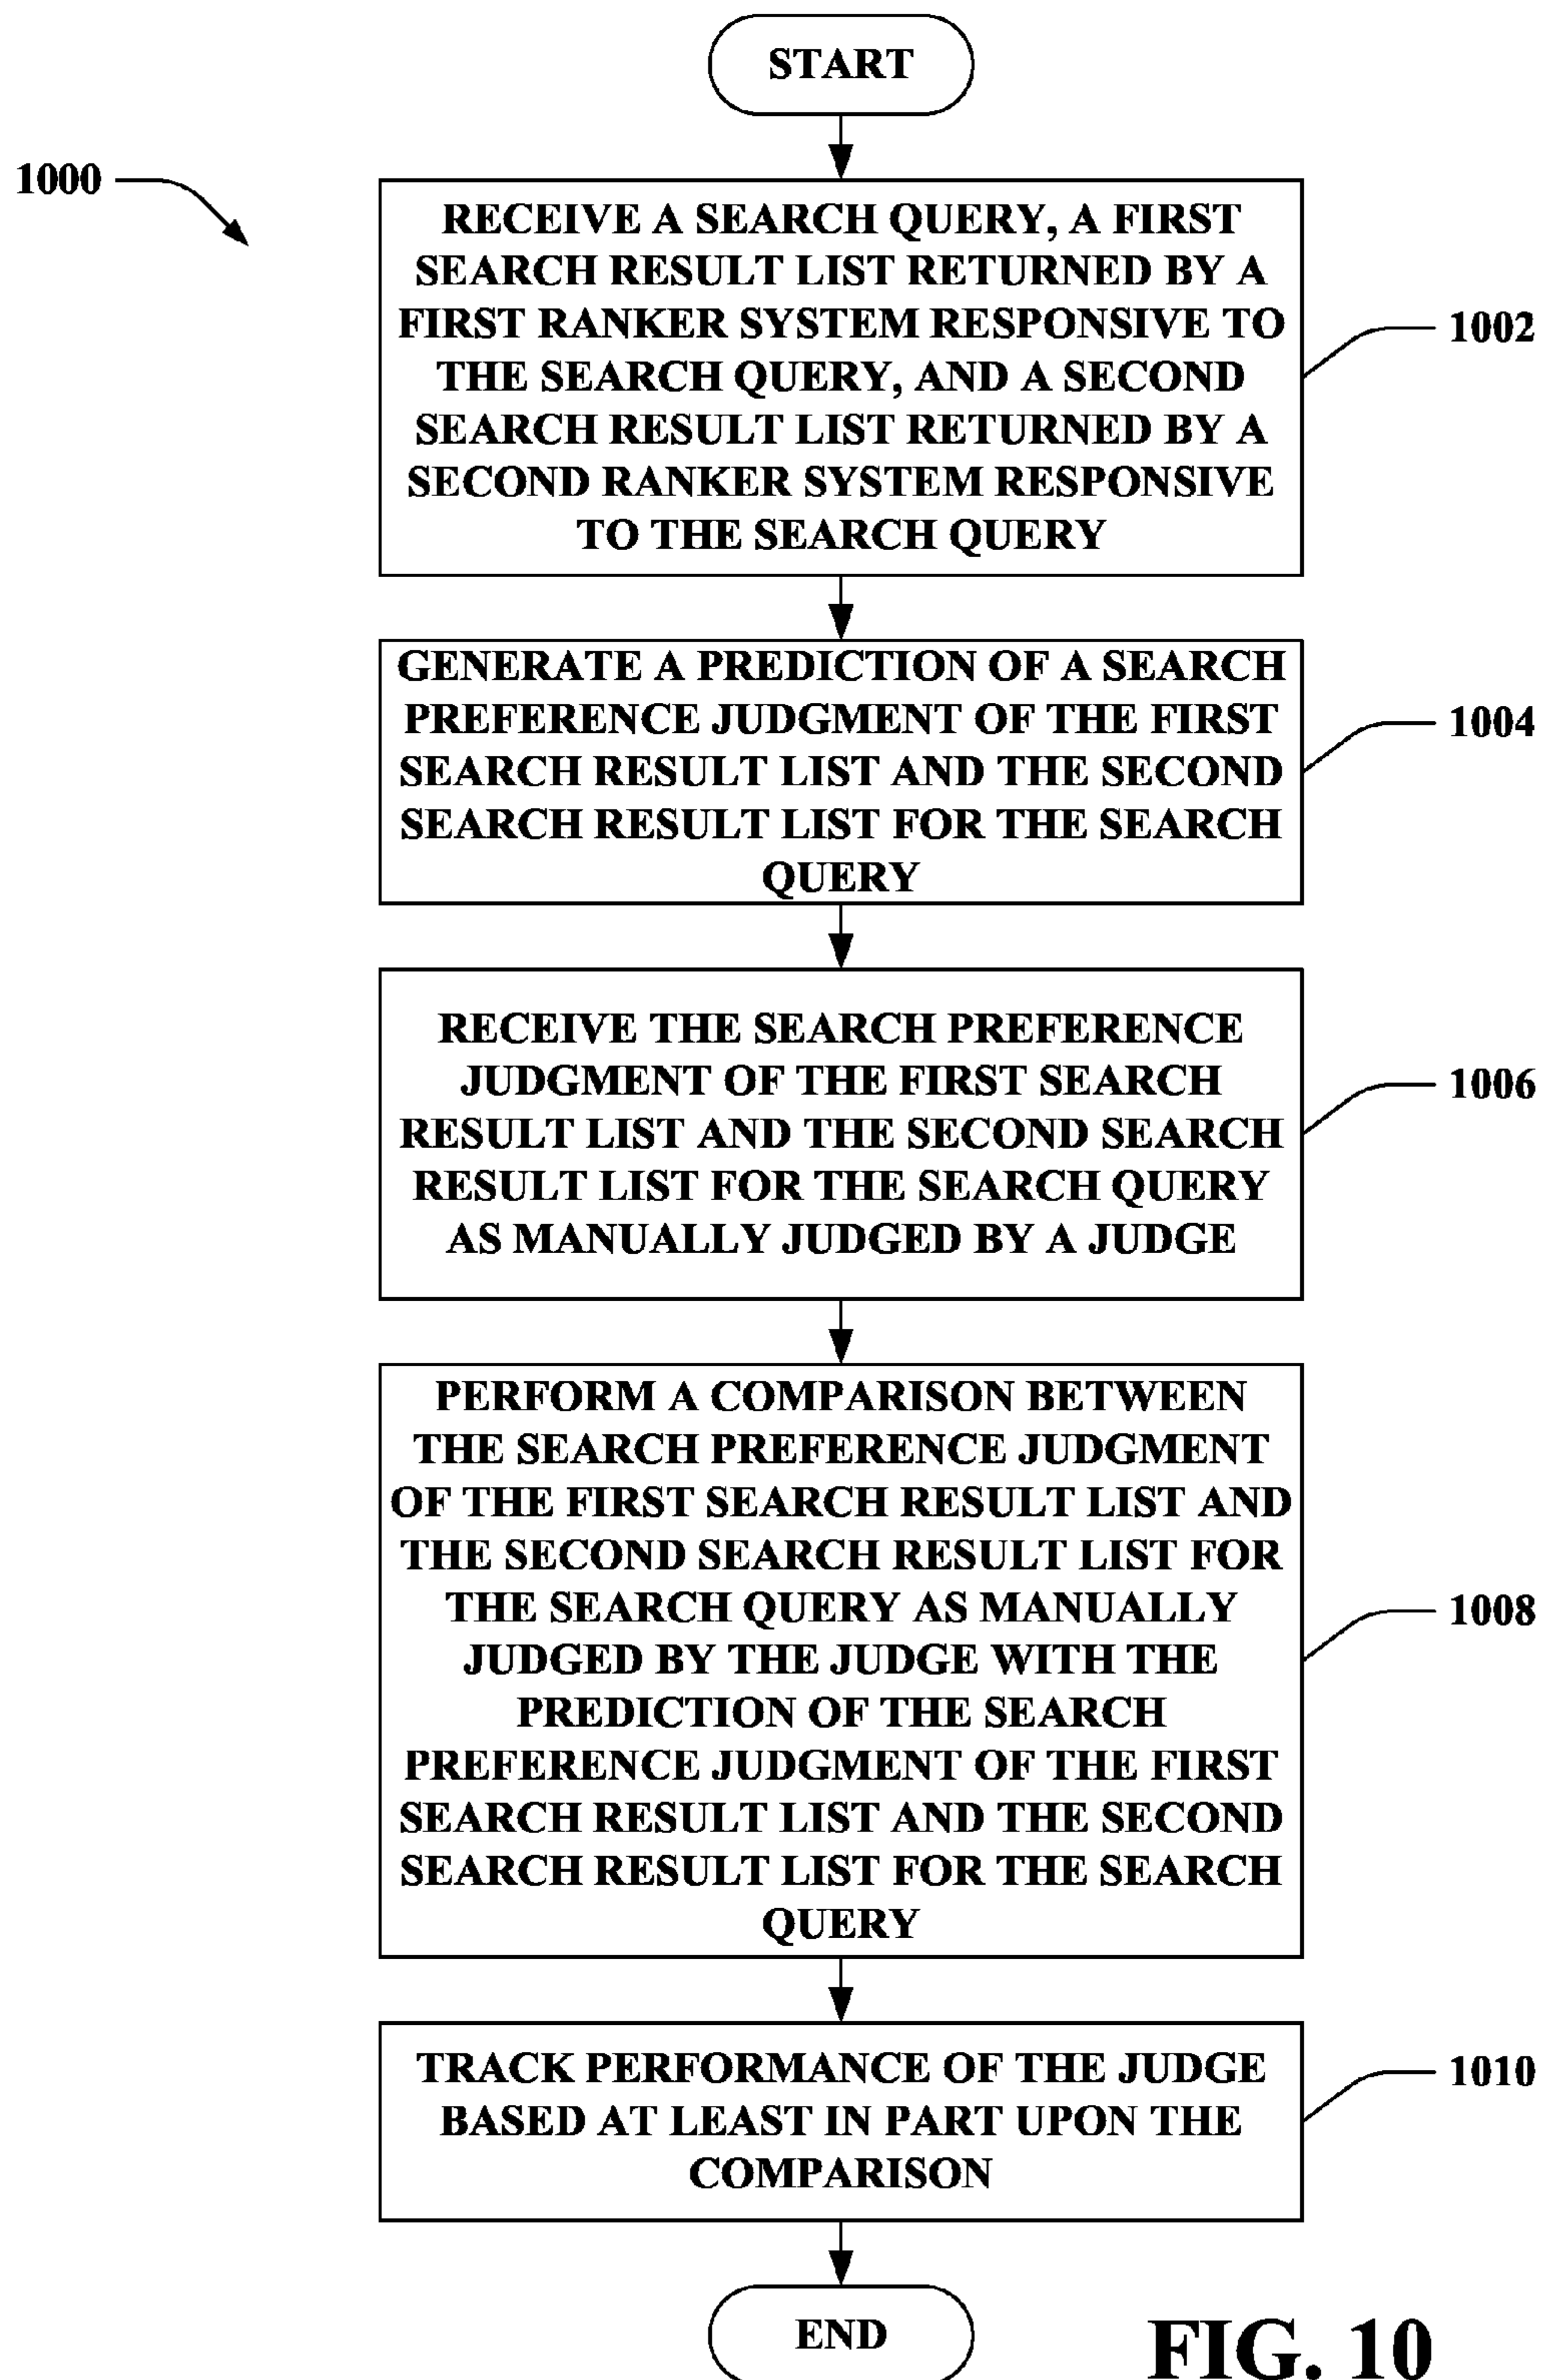 START
1000
RECEIVE A SEARCH QUERY, A FIRST
SEARCH RESULT LIST RETURNED BY A
FIRST RANKER SYSTEM RESPONSIVE TO
THE SEARCH QUERY, AND A SECOND
SEARCH RESULT LIST RETURNED BY A
SECOND RANKER SYSTEM RESPONSIVE
TO THE SEARCH QUERY
1002
GENERATE A PREDICTION OF A SEARCH
PREFERENCE JUDGMENT OF THE FIRST
SEARCH RESULT LIST AND THE SECOND
SEARCH RESULT LIST FOR THE SEARCH
QUERY
1004
RECEIVE THE SEARCH PREFERENCE
JUDGMENT OF THE FIRST SEARCH
RESULT LIST AND THE SECOND SEARCH
RESULT LIST FOR THE SEARCH QUERY
AS MANUALLY JUDGED BY A JUDGE
1006
PERFORM A COMPARISON BETWEEN
THE SEARCH PREFERENCE JUDGMENT
OF THE FIRST SEARCH RESULT LIST AND
THE SECOND SEARCH RESULT LIST FOR
THE SEARCH QUERY AS MANUALLY
JUDGED BY THE JUDGE WITH THE
PREDICTION OF THE SEARCH
PREFERENCE JUDGMENT OF THE FIRST
SEARCH RESULT LIST AND THE SECOND
SEARCH RESULT LIST FOR THE SEARCH
QUERY
1008
TRACK PERFORMANCE OF THE JUDGE
BASED AT LEAST IN PART UPON THE
COMPARISON
1010
END
FIG. 10